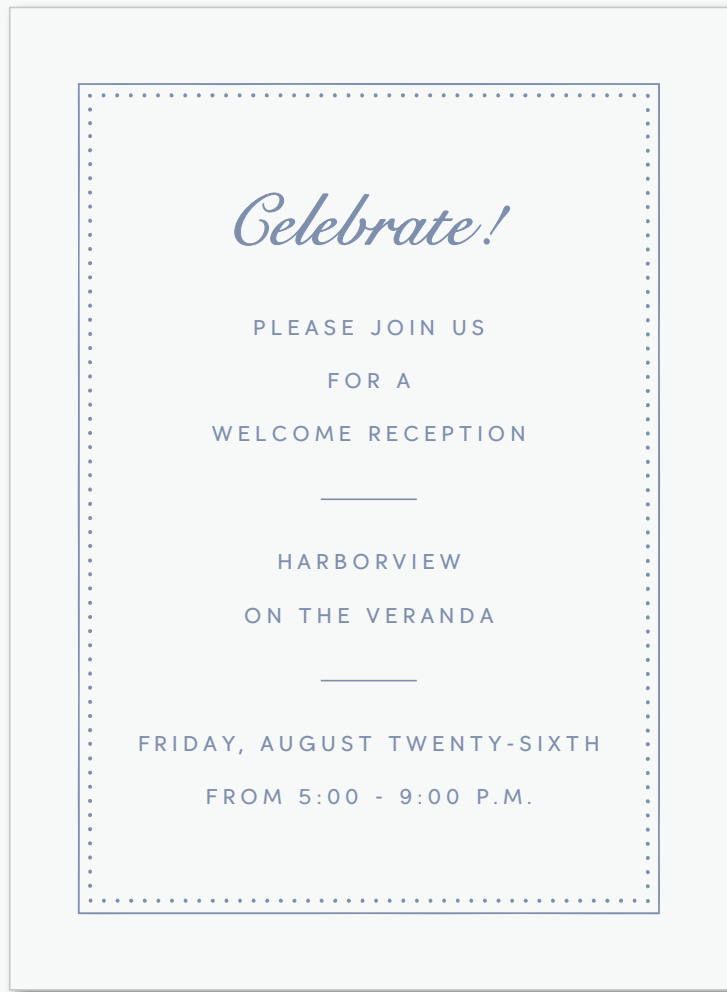 Celebrate!
PLEASE JOIN US
FOR A
WELCOME RECEPTION
HARBORVIEW
ON THE VERANDA
FRIDAY, AUGUST TWENTY-SIXTH
FROM 5:00 - 9:00 P.M.